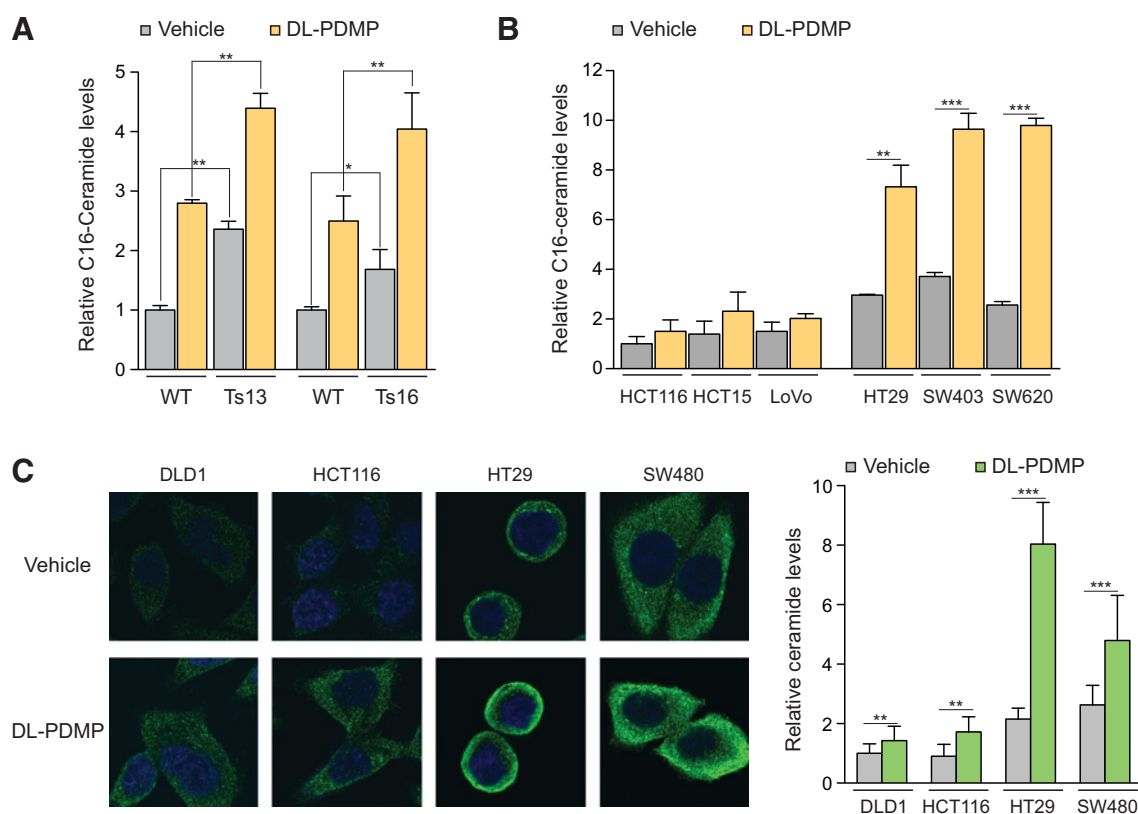 A
Vehicle DL-PDMP
Relative C16-Ceramide levels
5
4
3
2
1
0
** ** * **
WT Ts13 WT Ts16
B
Vehicle DL-PDMP
Relative C16-ceramide levels
12
10
8
6
4
2
0
** *** ***
HCT116 HCT15 LoVo HT29 SW403 SW620
C
DLD1 HCT116 HT29 SW480
Vehicle
DL-PDMP
Vehicle DL-PDMP
Relative ceramide levels
10
8
6
4
2
0
** ** *** ***
DLD1 HCT116 HT29 SW480